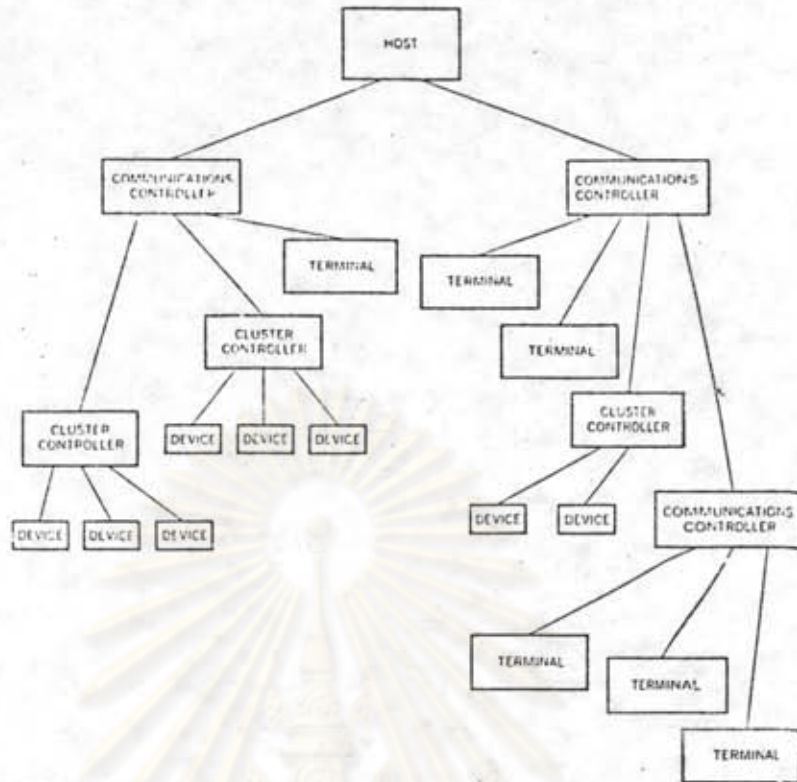 HOST
COMMUNICATIONS
CONTROLLER
COMMUNICATIONS
CONTROLLER
TERMINAL
TERMINAL
CLUSTER
CONTROLLER
TERMINAL
CLUSTER
CONTROLLER
DEVICE
DEVICE
DEVICE
CLUSTER
CONTROLLER
DEVICE
DEVICE
COMMUNICATIONS
CONTROLLER
DEVICE
DEVICE
DEVICE
TERMINAL
TERMINAL
TERMINAL